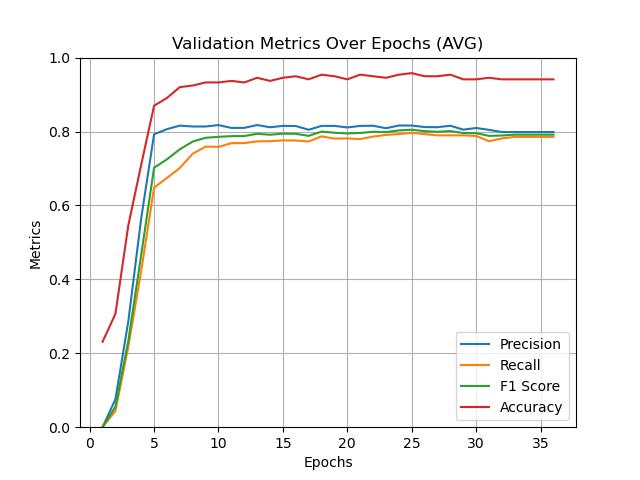 Validation Metrics Over Epochs (AVG)
1.0
0.8
0.6
0.4
0.2
0.0
Metrics
0 5 10 15 20 25 30 35
Epochs
Precision
Recall
F1 Score
Accuracy